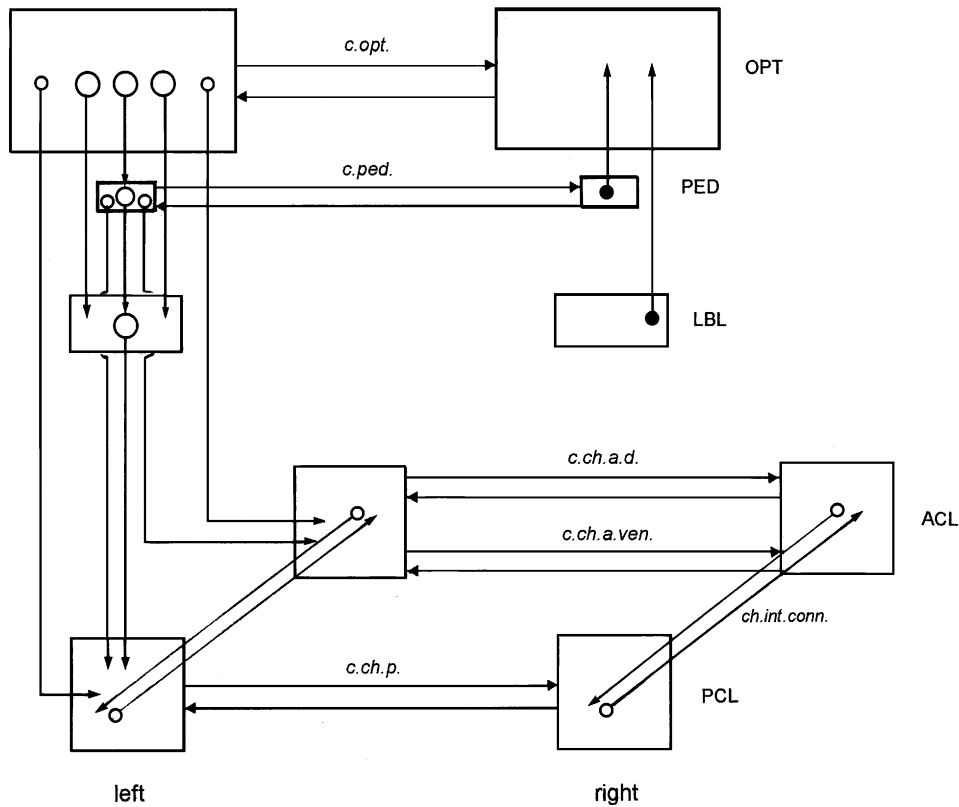 c.opt.
OPT
c.ped.
PED
LBL
c.ch.a.d.
ACL
c.ch.a.ven.
ch.int.conn.
c.ch.p.
PCL
left
right